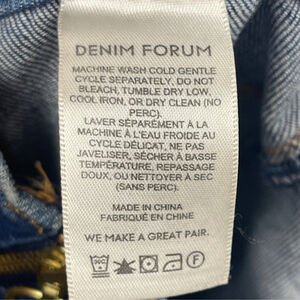 DENIM FORUM
MACHINE WASH COLD GENTLE
CYCLE SEPARATELY, DO NOT
BLEACH, TUMBLE DRY LOW.
COOL IRON, OR DRY CLEAN (NO
PERC).
LAVER SÉPARÉMENT À LA
MACHINE À L'EAU FROIDE AU
CYCLE DÉLICAT, NE PAS
JAVELISER, SÉCHER À BASSE
TEMPÉRATURE, REPASSAGE
DOUX, OU NETTOYER À SEC
(SANS PERC).
MADE IN CHINA
FABRIQUÉ EN CHINE
WE MAKE A GREAT PAIR.